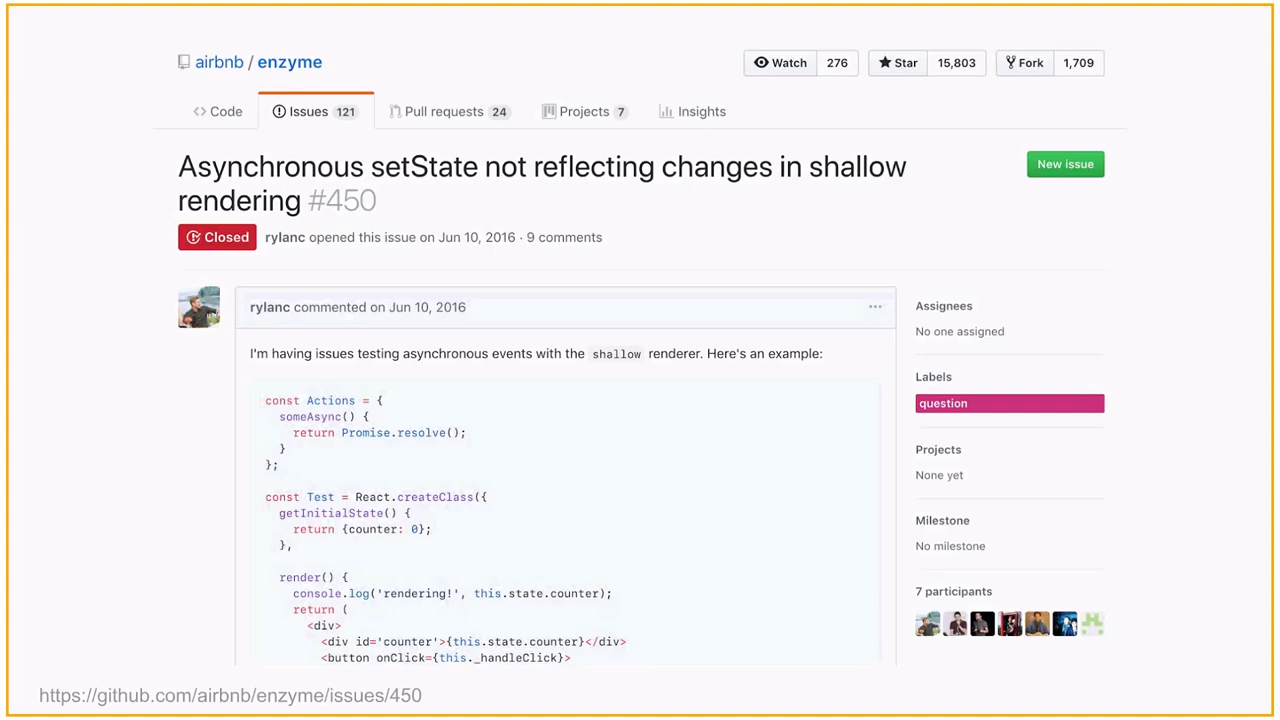 airbnb / enzyme
Watch 276 Star 15,803 Fork 1,709
Code Issues 121 Pull requests 24 Projects 7 Insights
Asynchronous setState not reflecting changes in shallow
rendering #450
New issue
Closed rylanc opened this issue on Jun 10, 2016 · 9 comments
rylanc commented on Jun 10, 2016
I'm having issues testing asynchronous events with the shallow renderer. Here's an example:
const Actions = {
  someAsync() {
    return Promise.resolve();
  }
};
const Test = React.createClass({
  getInitialState() {
    return {counter: 0};
  },
  render() {
    console.log('rendering!', this.state.counter);
    return (
      <div>
        <div id='counter'>{this.state.counter}</div>
        <button onClick={this._handleClick}>
Assignees
No one assigned
Labels
question
Projects
None yet
Milestone
No milestone
7 participants
https://github.com/airbnb/enzyme/issues/450